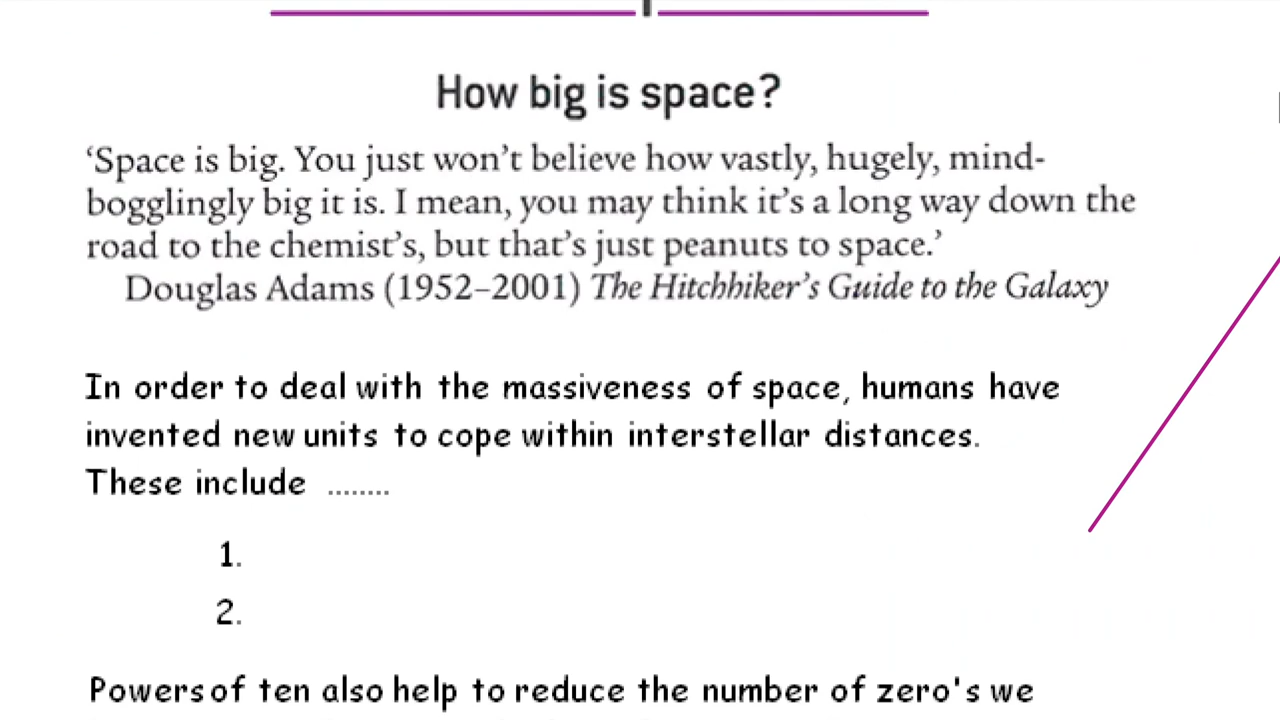 How big is space?
‘Space is big. You just won’t believe how vastly, hugely, mind-
bogglingly big it is. I mean, you may think it’s a long way down the
road to the chemist’s, but that’s just peanuts to space.’
Douglas Adams (1952–2001) The Hitchhiker’s Guide to the Galaxy
In order to deal with the massiveness of space, humans have
invented new units to cope within interstellar distances.
These include ........
1.
2.
Powers of ten also help to reduce the number of zero's we